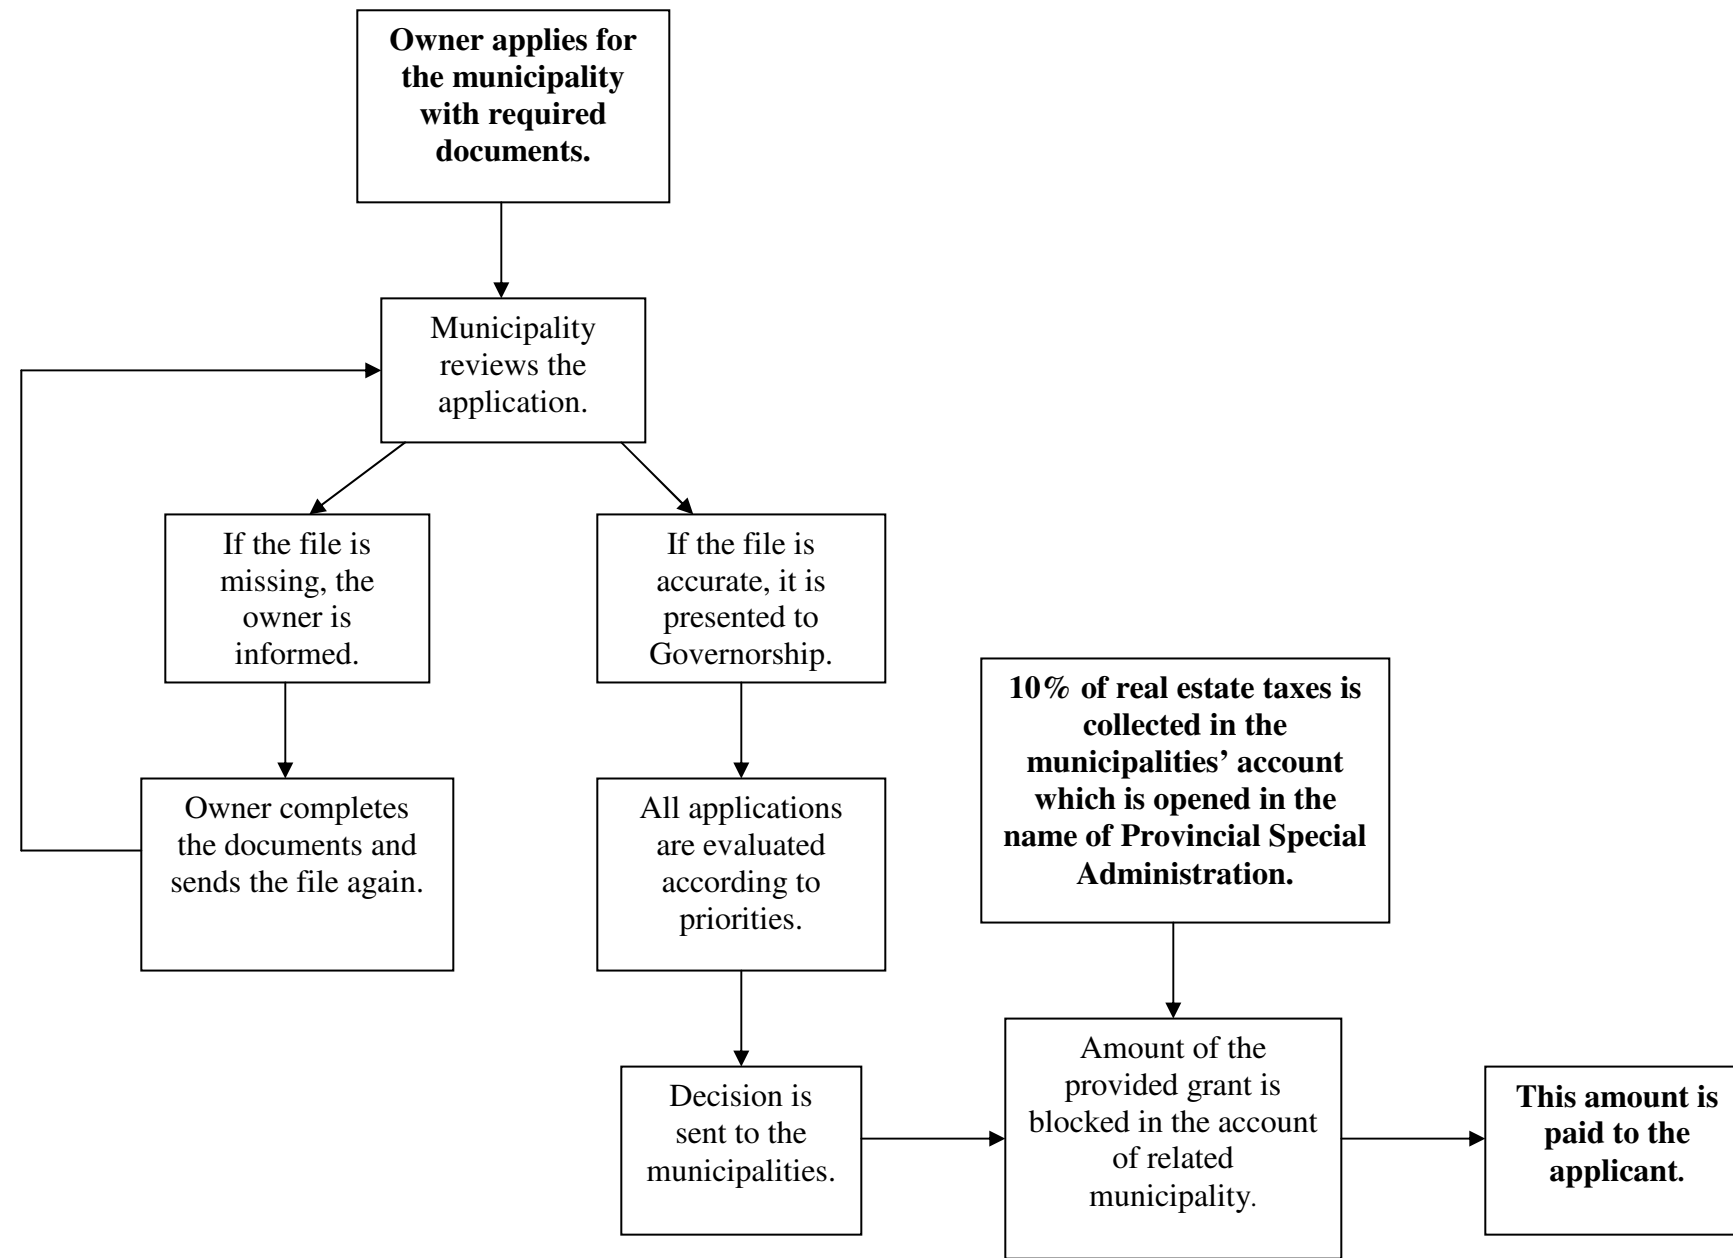 Owner applies for
the municipality
with required
documents.
Municipality
reviews the
application.
If the file is
missing, the
owner is
informed.
If the file is
accurate, it is
presented to
Governorship.
Owner completes
the documents and
sends the file again.
All applications
are evaluated
according to
priorities.
10% of real estate taxes is
collected in the
municipalities’ account
which is opened in the
name of Provincial Special
Administration.
Decision is
sent to the
municipalities.
Amount of the
provided grant is
blocked in the account
of related
municipality.
This amount is
paid to the
applicant.